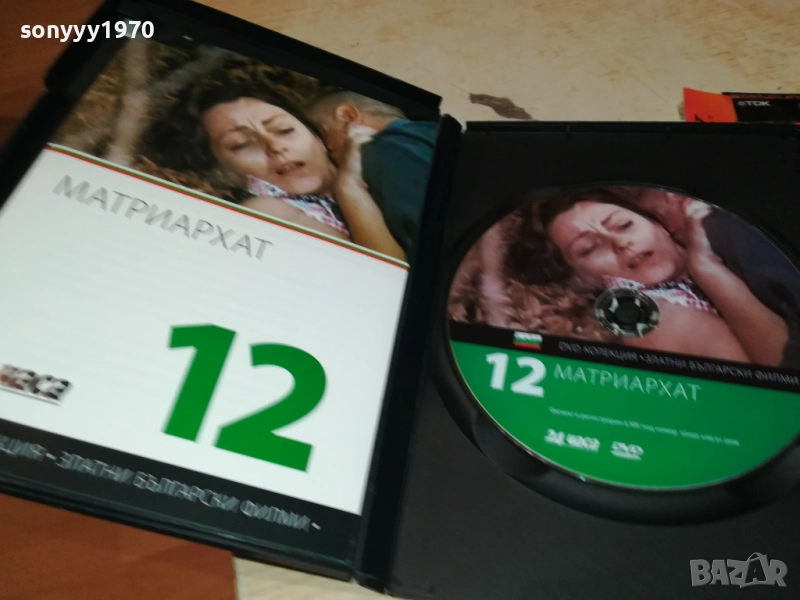 sonyyy1970
TDK
МАТРИАРХАТ
12
ЗЛАТНИ БЪЛГАРСКИ ФИЛМИ
DVD КОЛЕКЦИЯ • ЗЛАТНИ БЪЛГАРСКИ ФИЛМИ
12 МАТРИАРХАТ
DVD
BAZAR